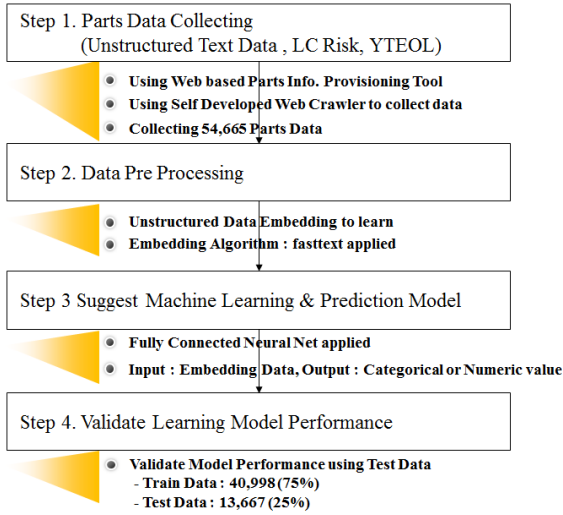 Step 1. Parts Data Collecting
(Unstructured Text Data , LC Risk, YTEOL)
Using Web based Parts Info. Provisioning Tool
Using Self Developed Web Crawler to collect data
Collecting 54,665 Parts Data
Step 2. Data Pre Processing
Unstructured Data Embedding to learn
Embedding Algorithm : fasttext applied
Step 3 Suggest Machine Learning & Prediction Model
Fully Connected Neural Net applied
Input : Embedding Data, Output : Categorical or Numeric value
Step 4. Validate Learning Model Performance
Validate Model Performance using Test Data
- Train Data : 40,998 (75%)
- Test Data : 13,667 (25%)